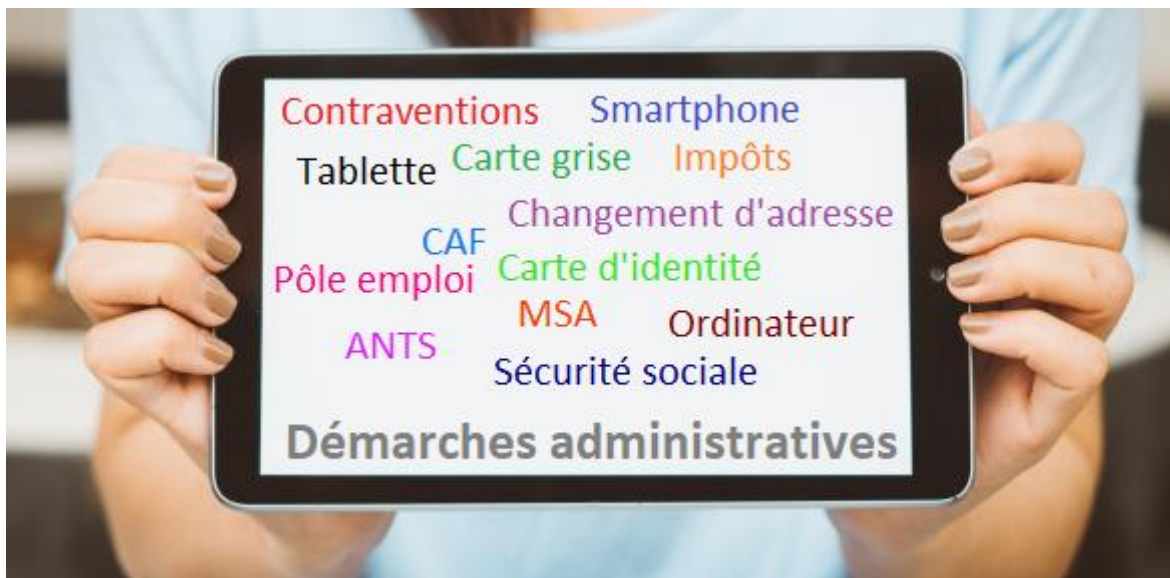 Contraventions Smartphone
Tablette Carte grise Impôts
Changement d'adresse
CAF
Pôle emploi Carte d'identité
MSA Ordinateur
ANTS
Sécurité sociale
Démarches administratives